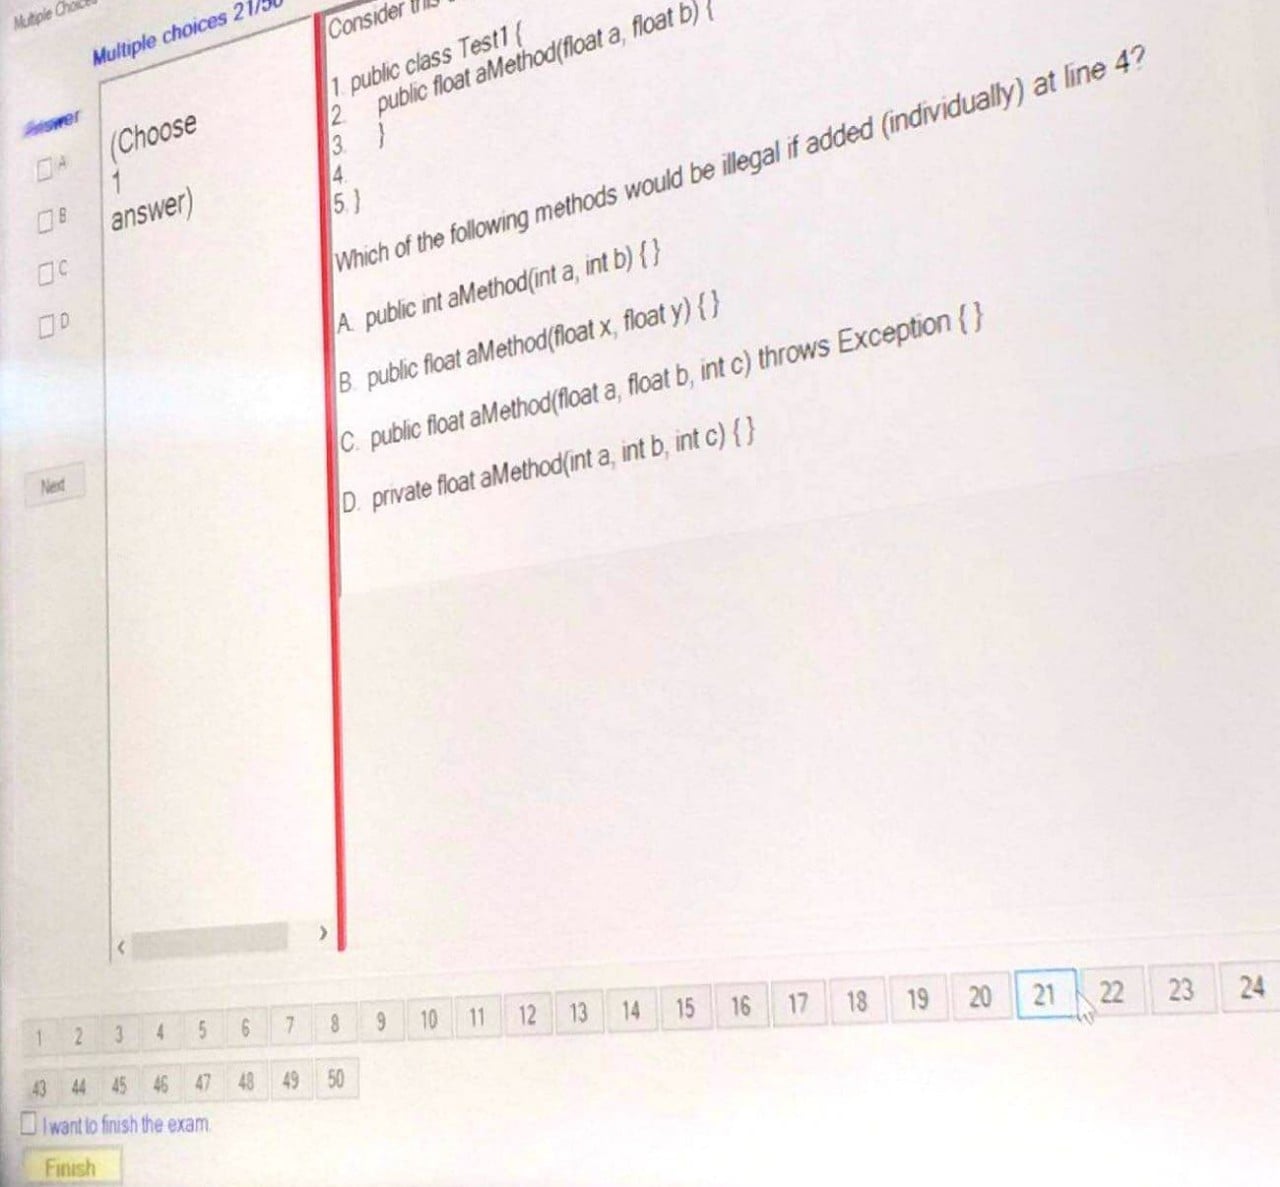 Multiple Choices
Multiple choices 21/50
Answer
A
B
C
D
(Choose
1
answer)
Next
Consider this
1. public class Test1 {
2. public float aMethod(float a, float b) {
3. }
4.
5. }
Which of the following methods would be illegal if added (individually) at line 4?
A. public int aMethod(int a, int b) { }
B. public float aMethod(float x, float y) { }
C. public float aMethod(float a, float b, int c) throws Exception { }
D. private float aMethod(int a, int b, int c) { }
1 2 3 4 5 6 7 8 9 10 11 12 13 14 15 16 17 18 19 20 21 22 23 24
43 44 45 46 47 48 49 50
I want to finish the exam.
Finish